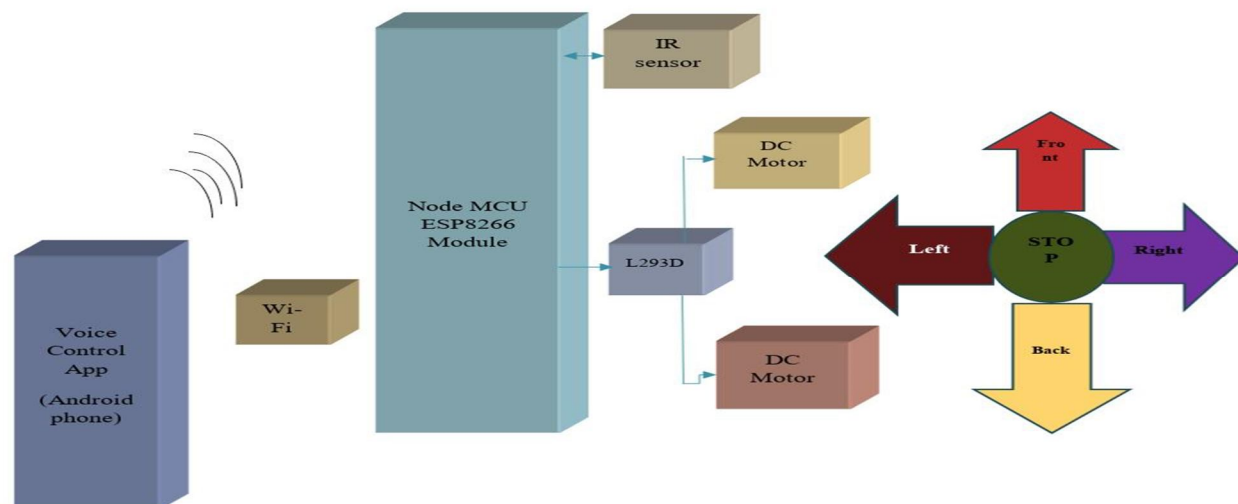 Voice
Control
App
(Android
phone)
Wi-
Fi
Node MCU
ESP8266
Module
IR
sensor
DC
Motor
L293D
DC
Motor
Fro
nt
Left
STO
P
Right
Back